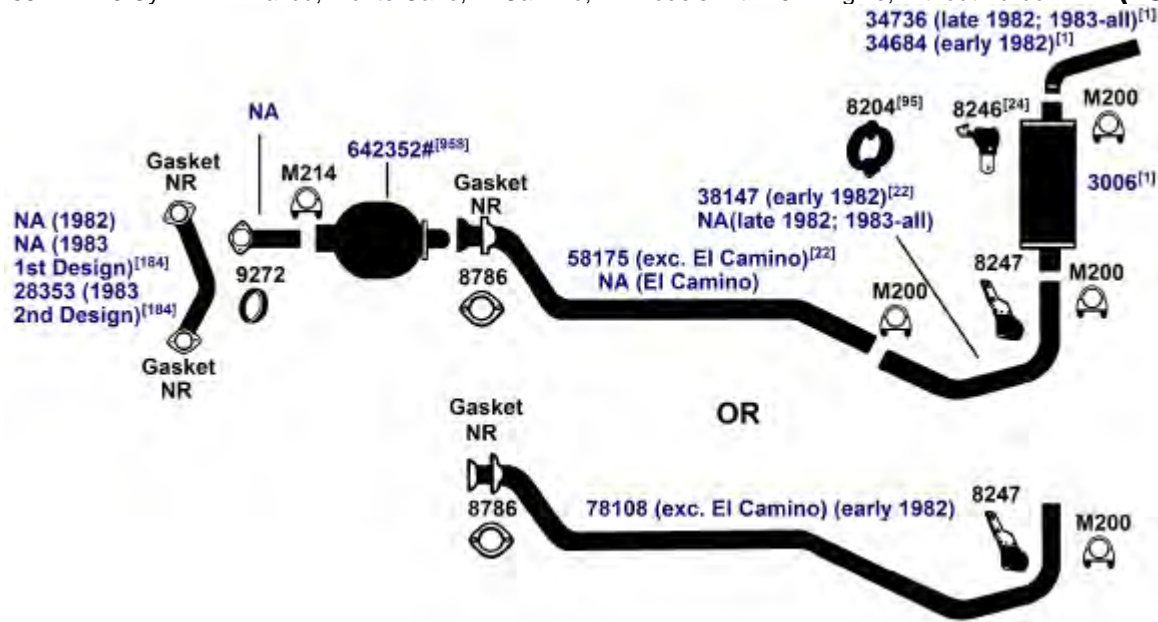 34736 (late 1982; 1983-all)[1]
34684 (early 1982)[1]
NA
8204[95]
8246[24]
M200
Gasket
NR
M214
642352#[958]
Gasket
NR
3006[1]
38147 (early 1982)[22]
NA(late 1982; 1983-all)
NA (1982)
NA (1983
1st Design)[184]
28353 (1983
2nd Design)[184]
9272
8786
58175 (exc. El Camino)[22]
NA (El Camino)
M200
8247
M200
Gasket
NR
OR
Gasket
NR
8786
78108 (exc. El Camino) (early 1982)
8247
M200